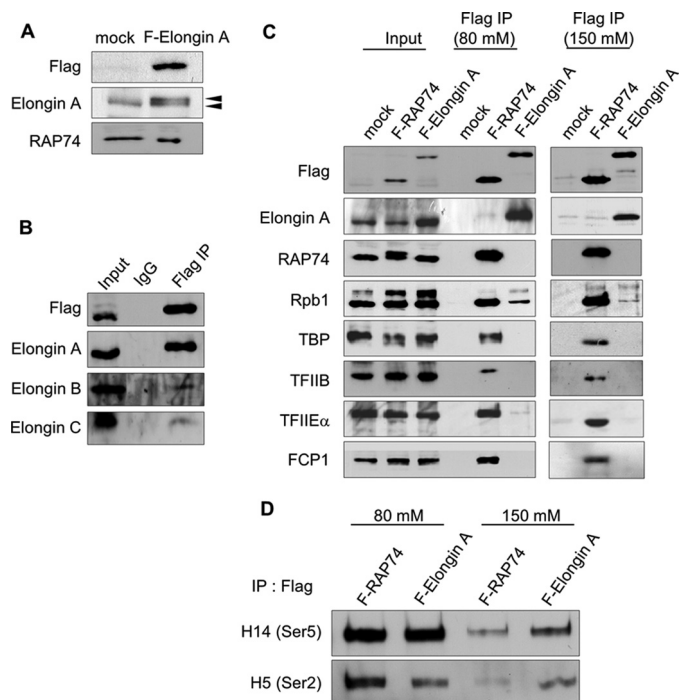 A
mock F-Elongin A
Flag
Elongin A
RAP74
B
Input IgG Flag IP
Flag
Elongin A
Elongin B
Elongin C
C
Input Flag IP (80 mM) Flag IP (150 mM)
mock F-RAP74 F-Elongin A mock F-RAP74 F-Elongin A mock F-RAP74 F-Elongin A
Flag
Elongin A
RAP74
Rpb1
TBP
TFIIB
TFIIEα
FCP1
D
80 mM 150 mM
IP : Flag
F-RAP74 F-Elongin A F-RAP74 F-Elongin A
H14 (Ser5)
H5 (Ser2)